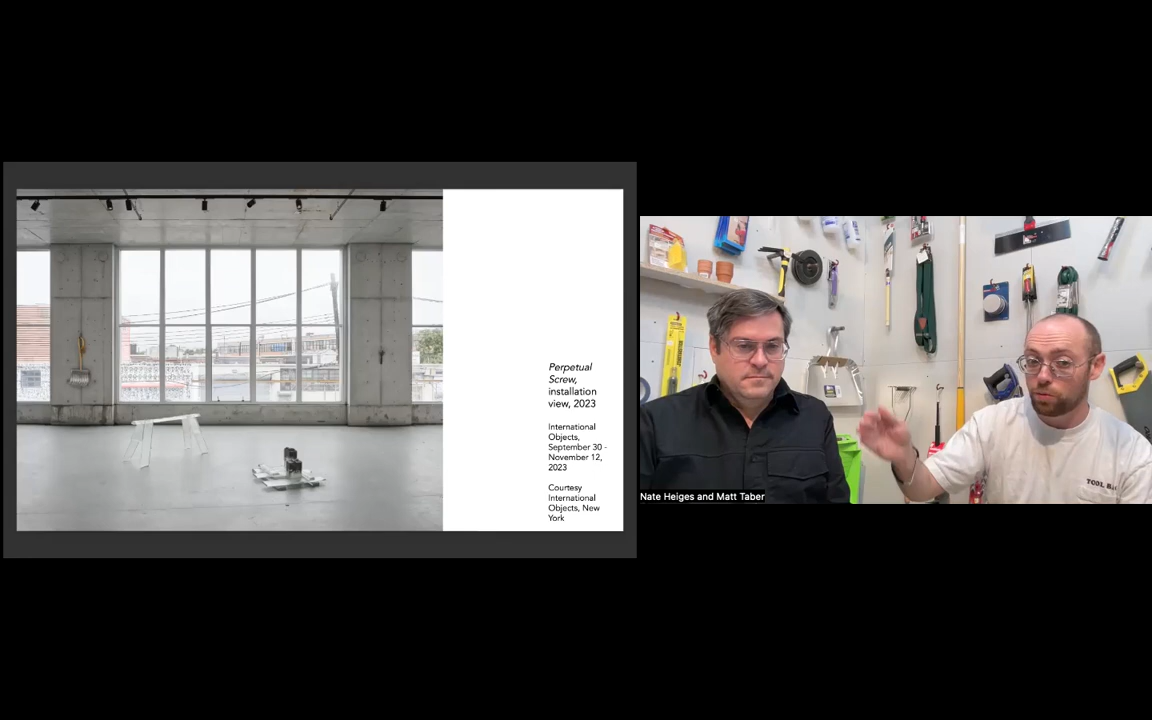 Perpetual
Screw,
installation
view, 2023
International
Objects,
September 30 -
November 12,
2023
Courtesy
International
Objects, New
York
Nate Heiges and Matt Taber
TOOL